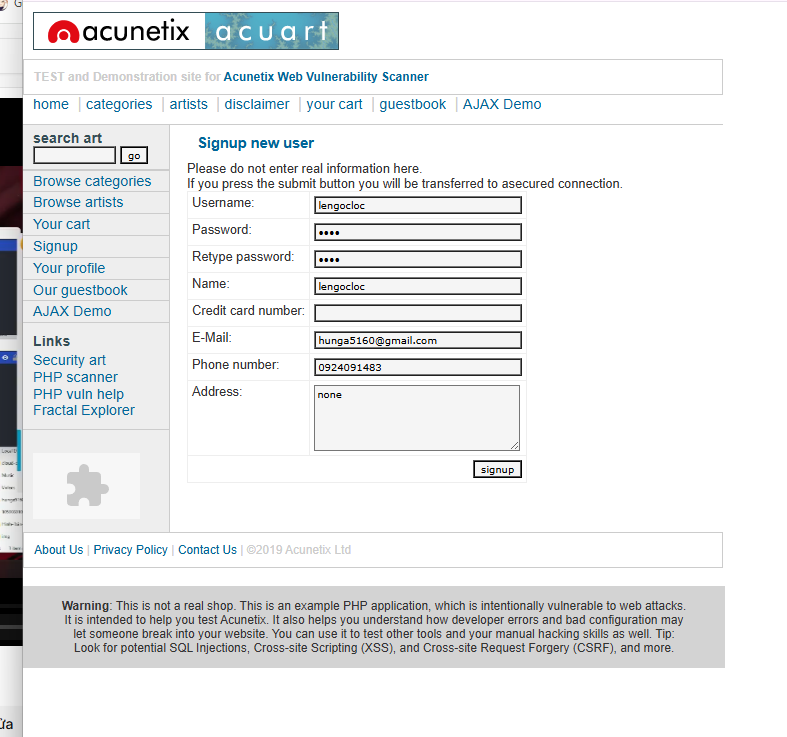 acunetix acuart
TEST and Demonstration site for Acunetix Web Vulnerability Scanner
home | categories | artists | disclaimer | your cart | guestbook | AJAX Demo
search art
go
Browse categories
Browse artists
Your cart
Signup
Your profile
Our guestbook
AJAX Demo
Links
Security art
PHP scanner
PHP vuln help
Fractal Explorer
Signup new user
Please do not enter real information here.
If you press the submit button you will be transferred to asecured connection.
Username: lengocloc
Password: ••••
Retype password: ••••
Name: lengocloc
Credit card number:
E-Mail: hunga5160@gmail.com
Phone number: 0924091483
Address: none
signup
About Us | Privacy Policy | Contact Us | ©2019 Acunetix Ltd
Warning: This is not a real shop. This is an example PHP application, which is intentionally vulnerable to web attacks.
It is intended to help you test Acunetix. It also helps you understand how developer errors and bad configuration may
let someone break into your website. You can use it to test other tools and your manual hacking skills as well. Tip:
Look for potential SQL Injections, Cross-site Scripting (XSS), and Cross-site Request Forgery (CSRF), and more.